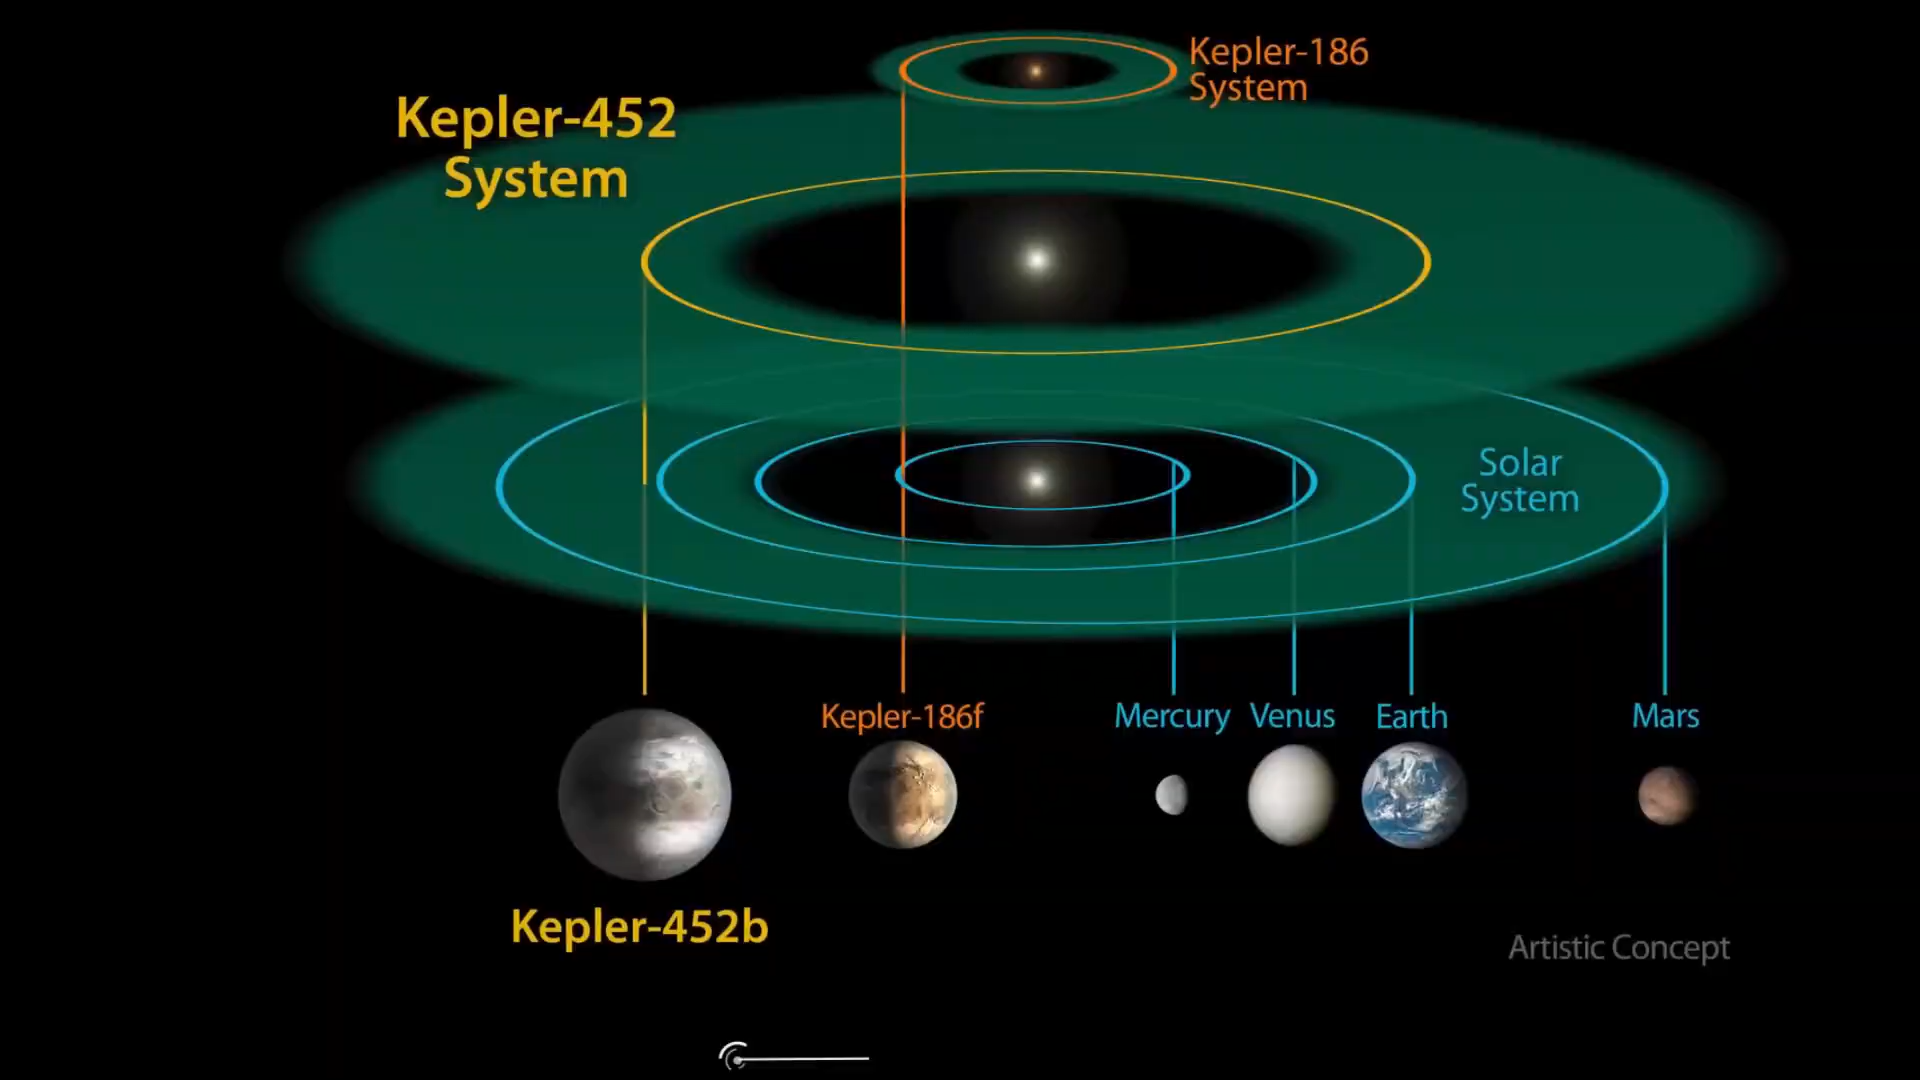 Kepler-186
System
Kepler-452
System
Solar
System
Kepler-186f
Mercury
Venus
Earth
Mars
Kepler-452b
Artistic Concept